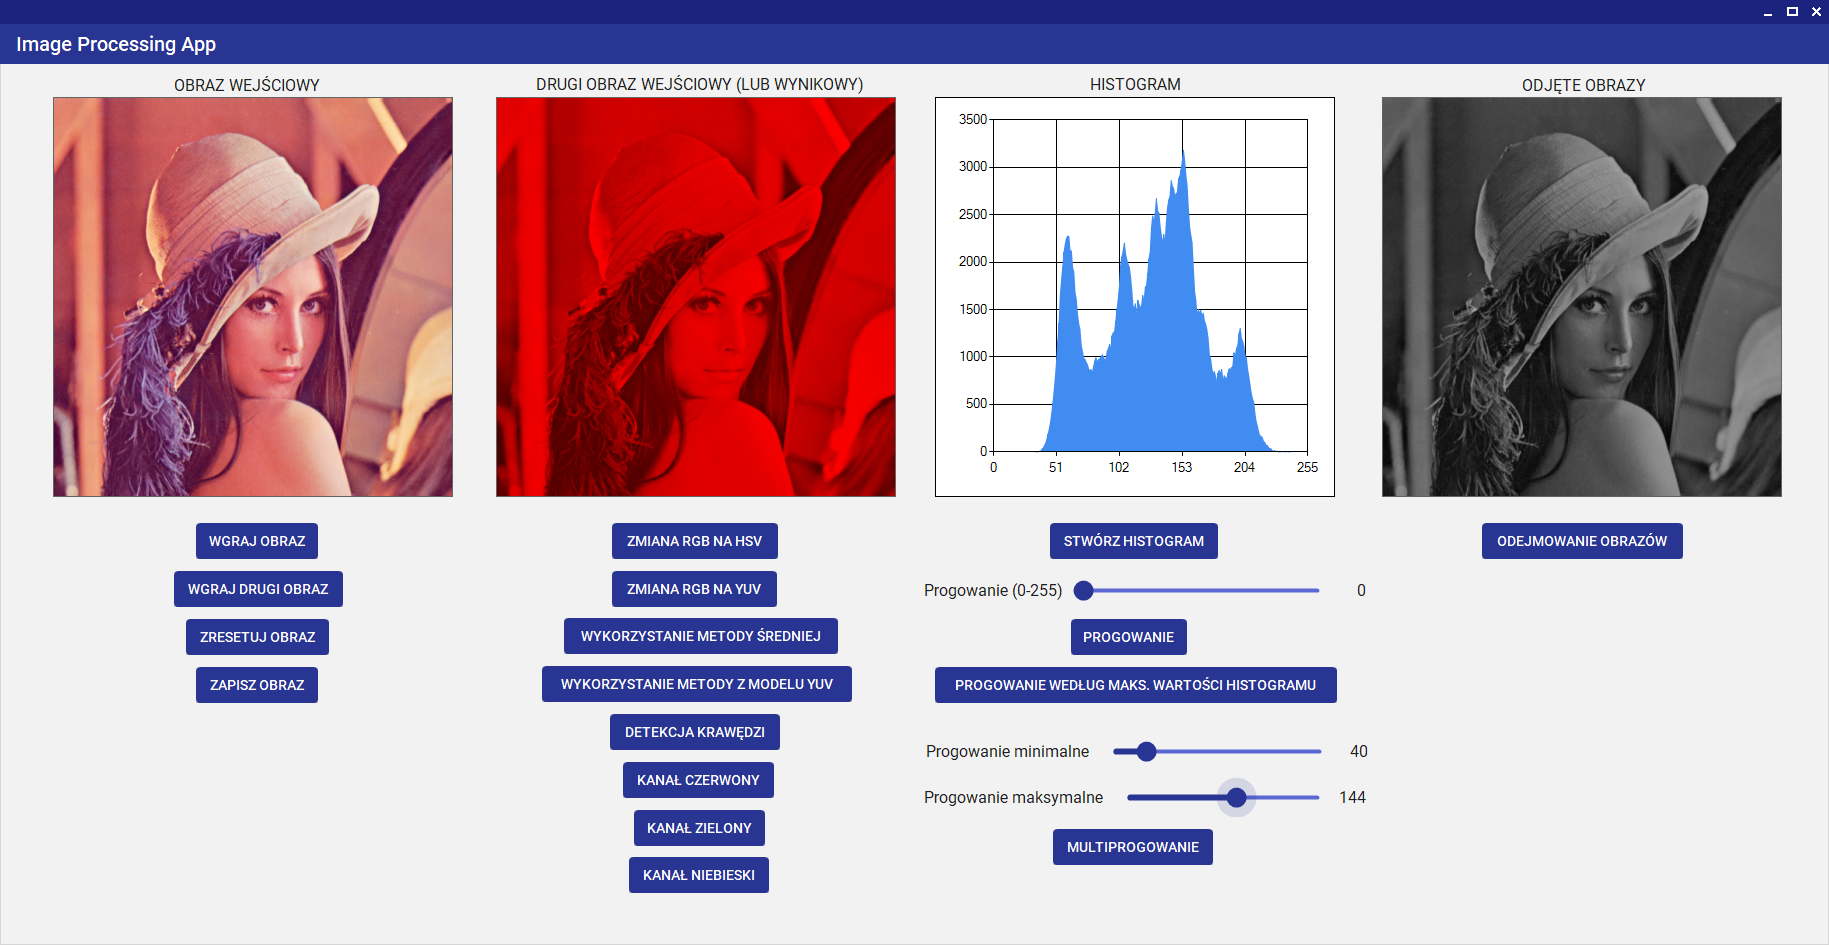 Image Processing App
OBRAZ WEJŚCIOWY
DRUGI OBRAZ WEJŚCIOWY (LUB WYNIKOWY)
HISTOGRAM
ODJĘTE OBRAZY
3500
3000
2500
2000
1500
1000
500
0
0 51 102 153 204 255
WGRAJ OBRAZ
WGRAJ DRUGI OBRAZ
ZRESETUJ OBRAZ
ZAPISZ OBRAZ
ZMIANA RGB NA HSV
ZMIANA RGB NA YUV
WYKORZYSTANIE METODY ŚREDNIEJ
WYKORZYSTANIE METODY Z MODELU YUV
DETEKCJA KRAWĘDZI
KANAŁ CZERWONY
KANAŁ ZIELONY
KANAŁ NIEBIESKI
STWÓRZ HISTOGRAM
Progowanie (0-255) 0
PROGOWANIE
PROGOWANIE WEDŁUG MAKS. WARTOŚCI HISTOGRAMU
Progowanie minimalne 40
Progowanie maksymalne 144
MULTIPROGOWANIE
ODEJMOWANIE OBRAZÓW